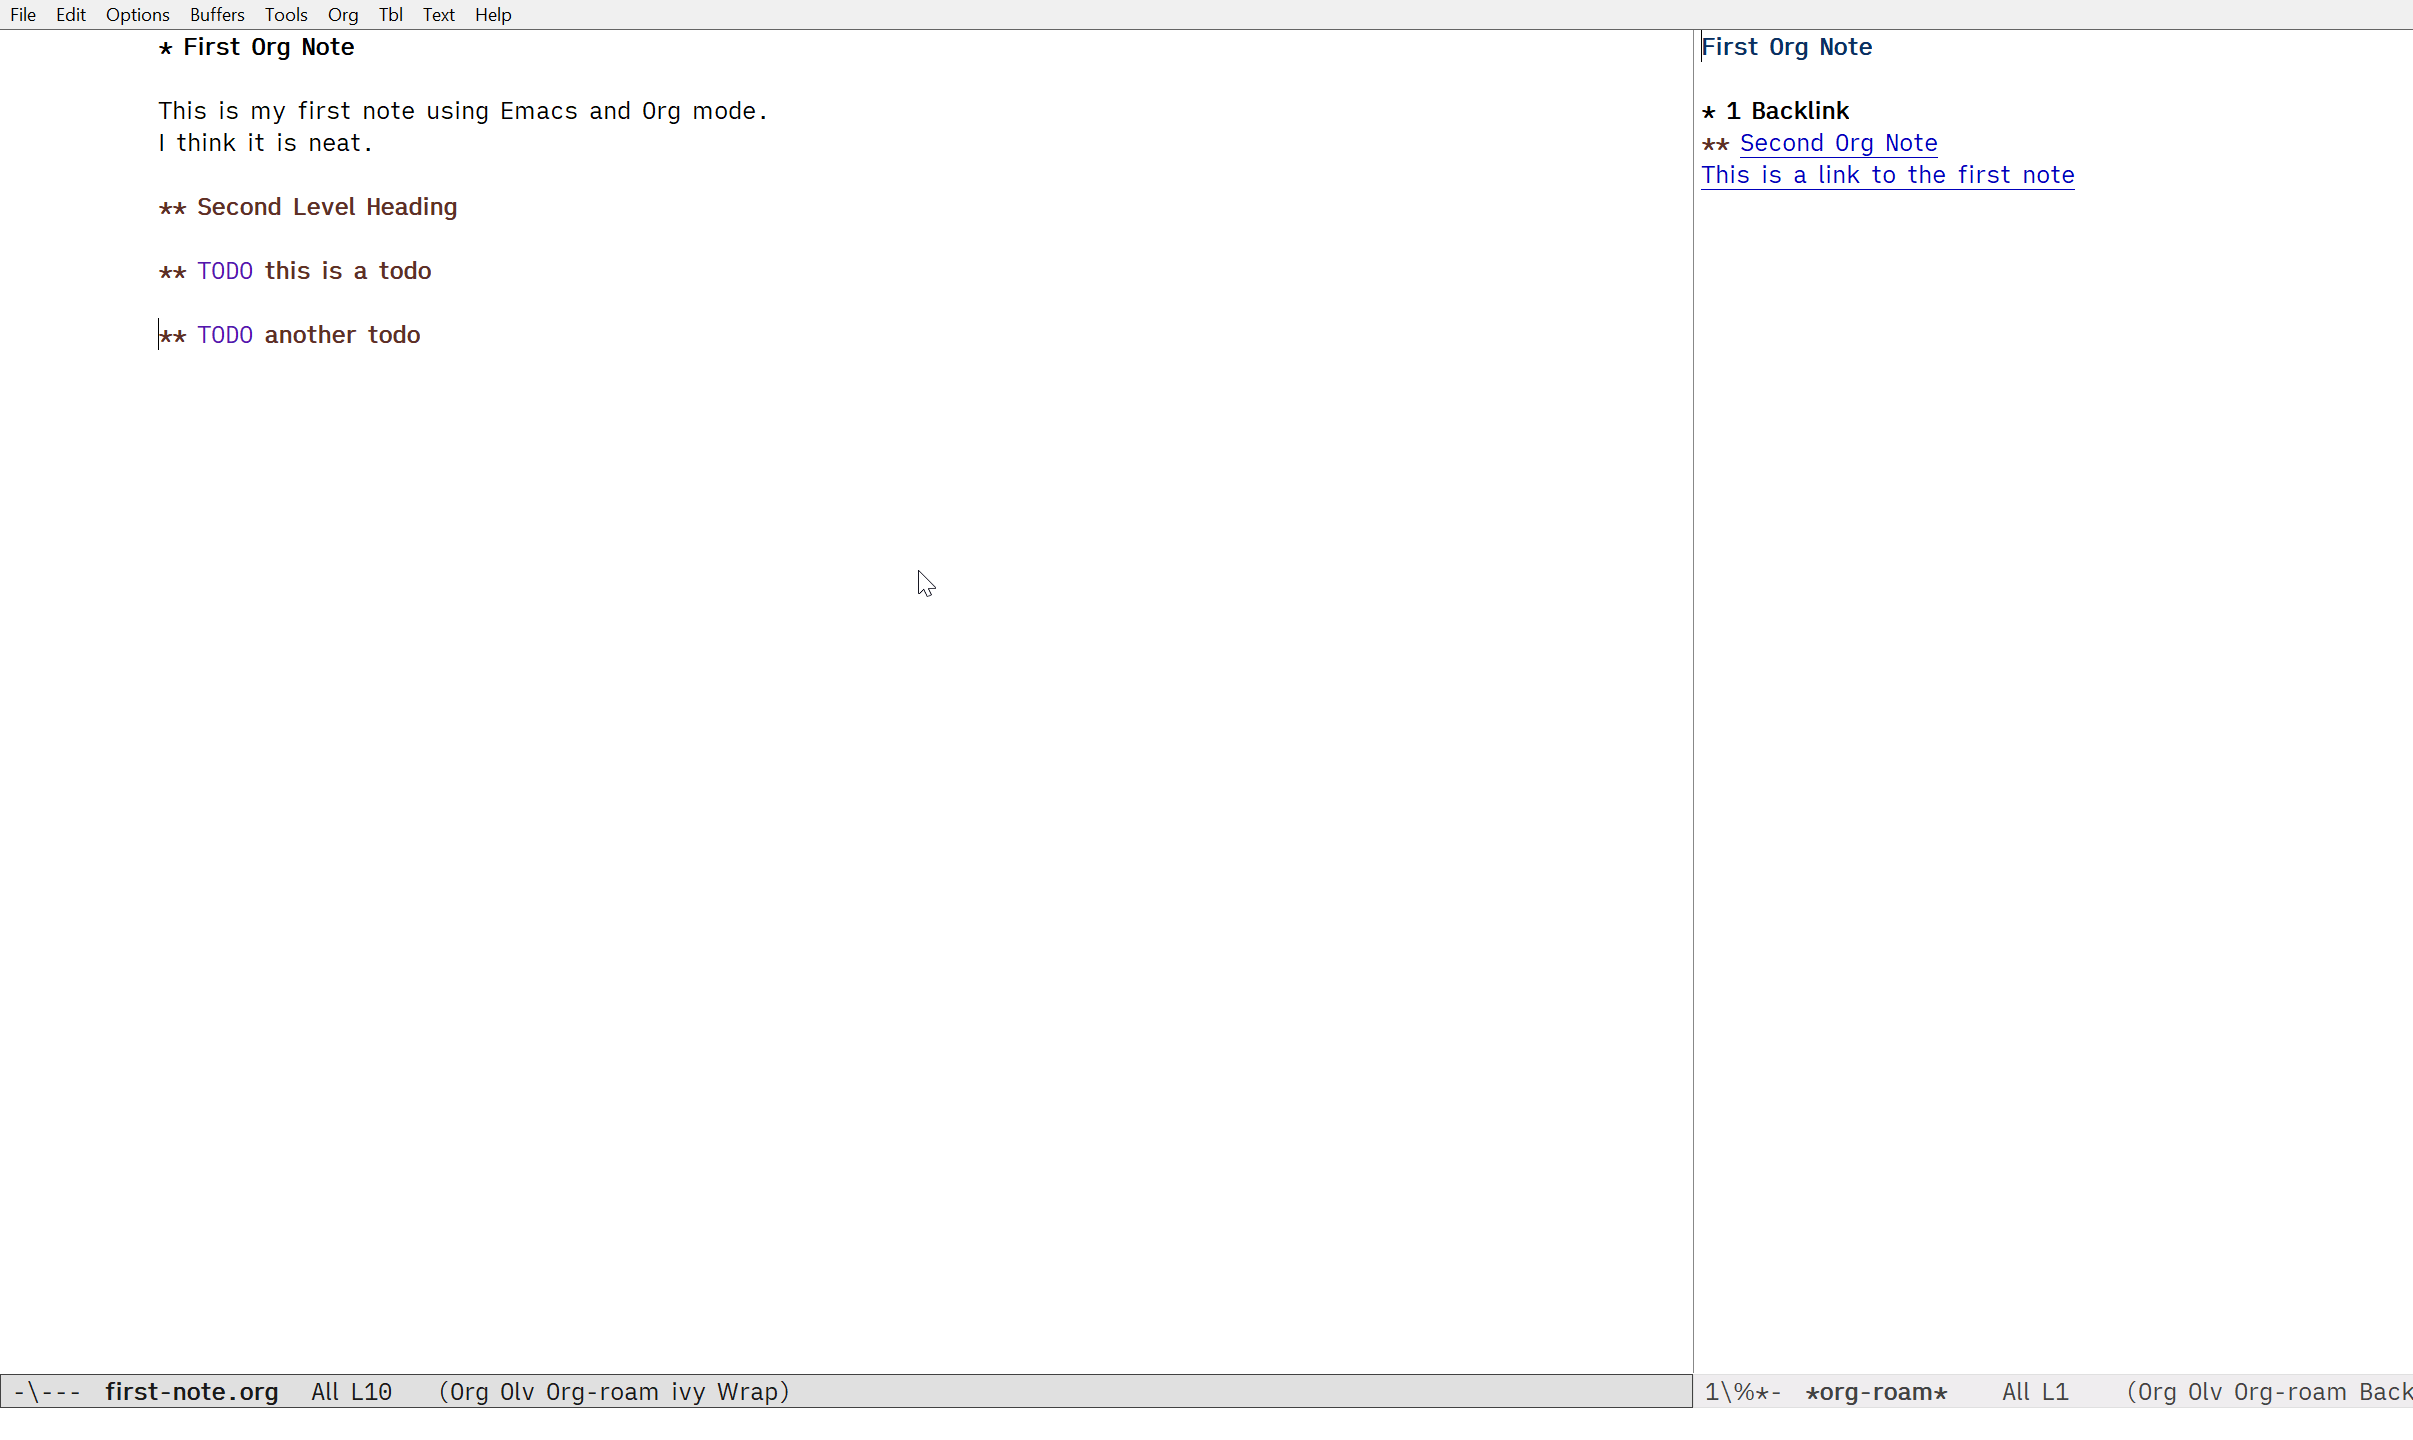 File Edit Options Buffers Tools Org Tbl Text Help
* First Org Note
This is my first note using Emacs and Org mode.
I think it is neat.
** Second Level Heading
** TODO this is a todo
** TODO another todo
First Org Note
* 1 Backlink
** Second Org Note
This is a link to the first note
-\--- first-note.org All L10 (Org Olv Org-roam ivy Wrap)
1\%*- *org-roam* All L1 (Org Olv Org-roam Back